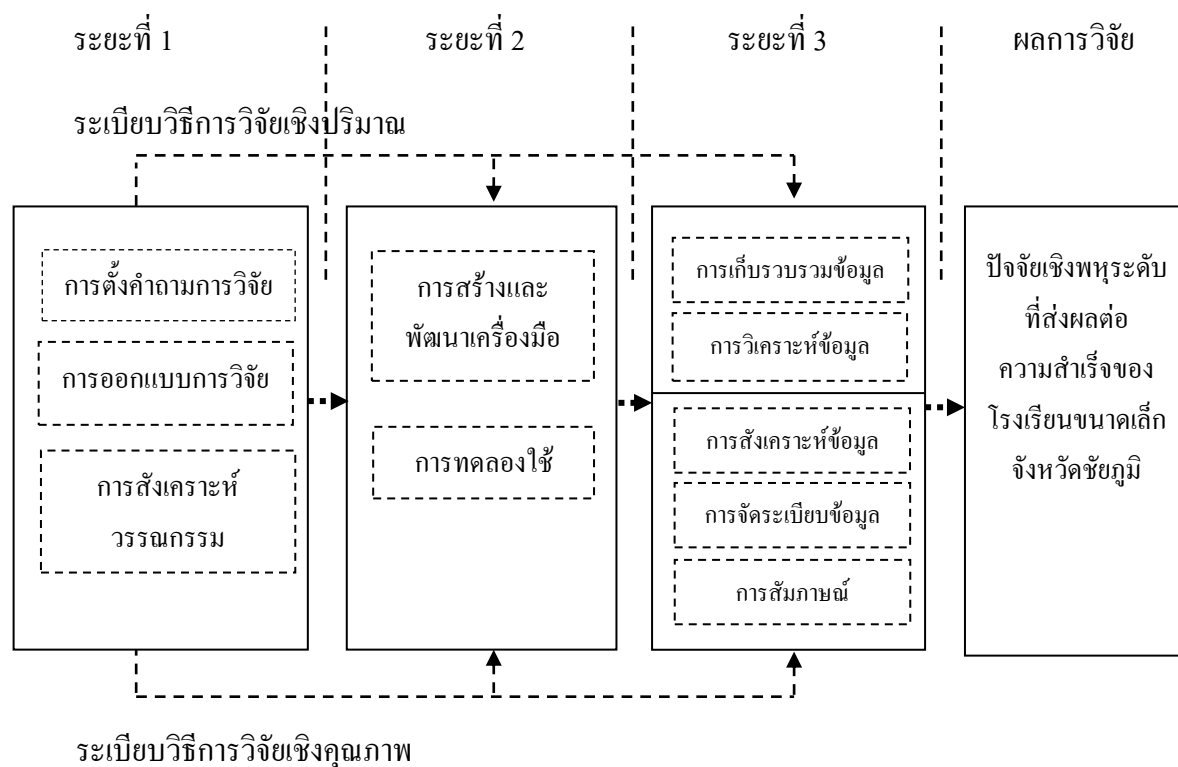 ระยะที่ 1
ระยะที่ 2
ระยะที่ 3
ผลการวิจัย
ระเบียบวิธีการวิจัยเชิงปริมาณ
การตั้งคำถามการวิจัย
การออกแบบการวิจัย
การสังเคราะห์
วรรณกรรม
การสร้างและ
พัฒนาเครื่องมือ
การทดลองใช้
การเก็บรวบรวมข้อมูล
การวิเคราะห์ข้อมูล
การสังเคราะห์ข้อมูล
การจัดระเบียบข้อมูล
การสัมภาษณ์
ปัจจัยเชิงพหุระดับ
ที่ส่งผลต่อ
ความสำเร็จของ
โรงเรียนขนาดเล็ก
จังหวัดชัยภูมิ
ระเบียบวิธีการวิจัยเชิงคุณภาพ